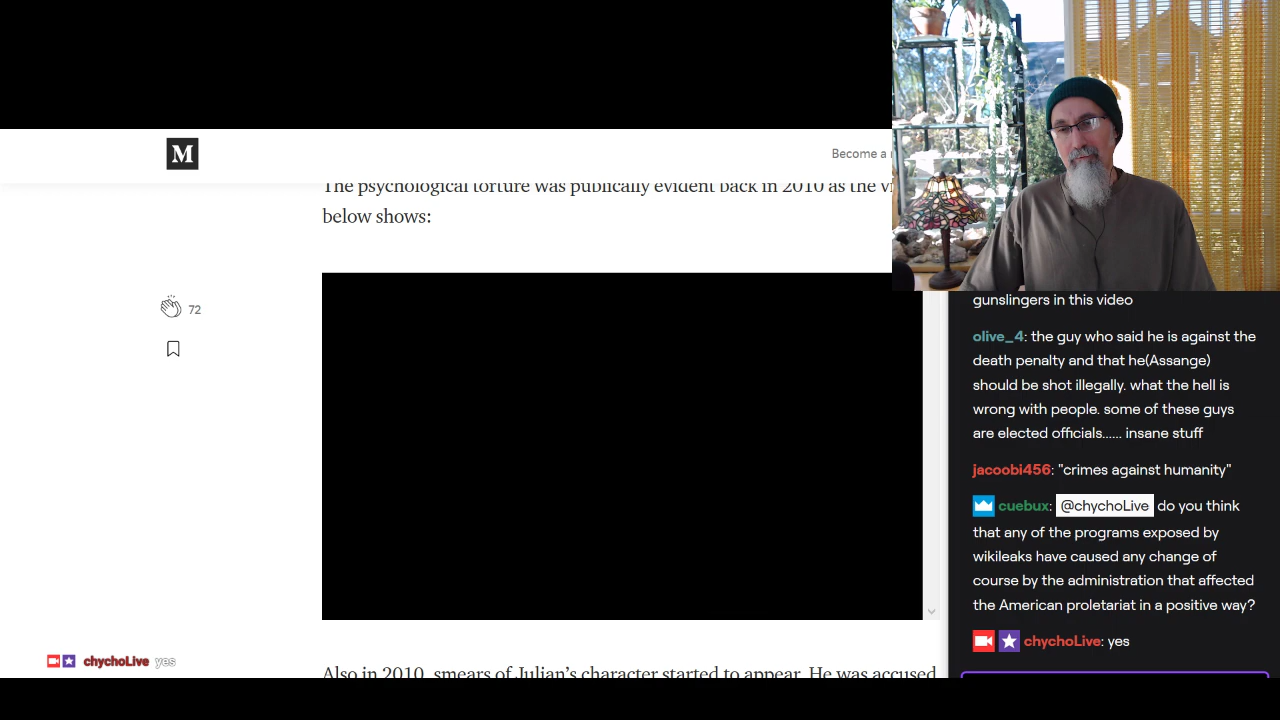 M
Become a
The psychological torture was publically evident back in 2010 as the
below shows:
72
Also in 2010, smears of Julian's character started to appear. He was accused
chychoLive yes
gunslingers in this video
olive_4: the guy who said he is against the
death penalty and that he(Assange)
should be shot illegally. what the hell is
wrong with people. some of these guys
are elected officials...... insane stuff
jacoobi456: "crimes against humanity"
cuebux: @chychoLive do you think
that any of the programs exposed by
wikileaks have caused any change of
course by the administration that affected
the American proletariat in a positive way?
chychoLive: yes